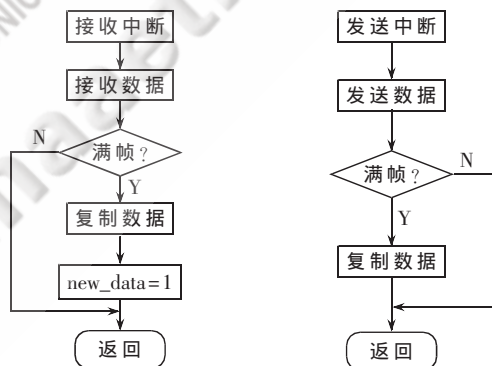 接收中断
接收数据
满帧?
N
Y
复制数据
new_data=1
返回
发送中断
发送数据
满帧?
N
Y
复制数据
返回